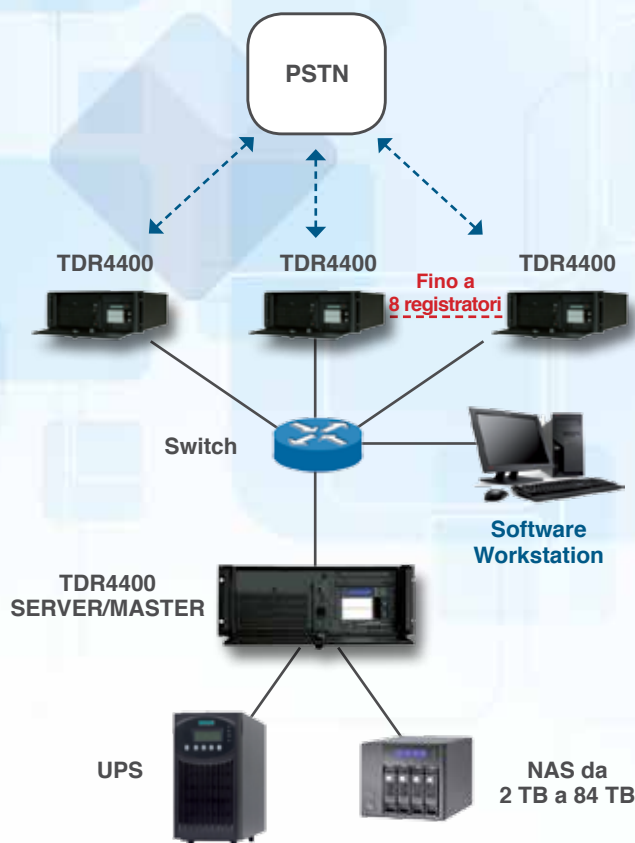 PSTN
TDR4400
TDR4400
TDR4400
Fino a
8 registratori
Switch
Software
Workstation
TDR4400
SERVER/MASTER
UPS
NAS da
2 TB a 84 TB